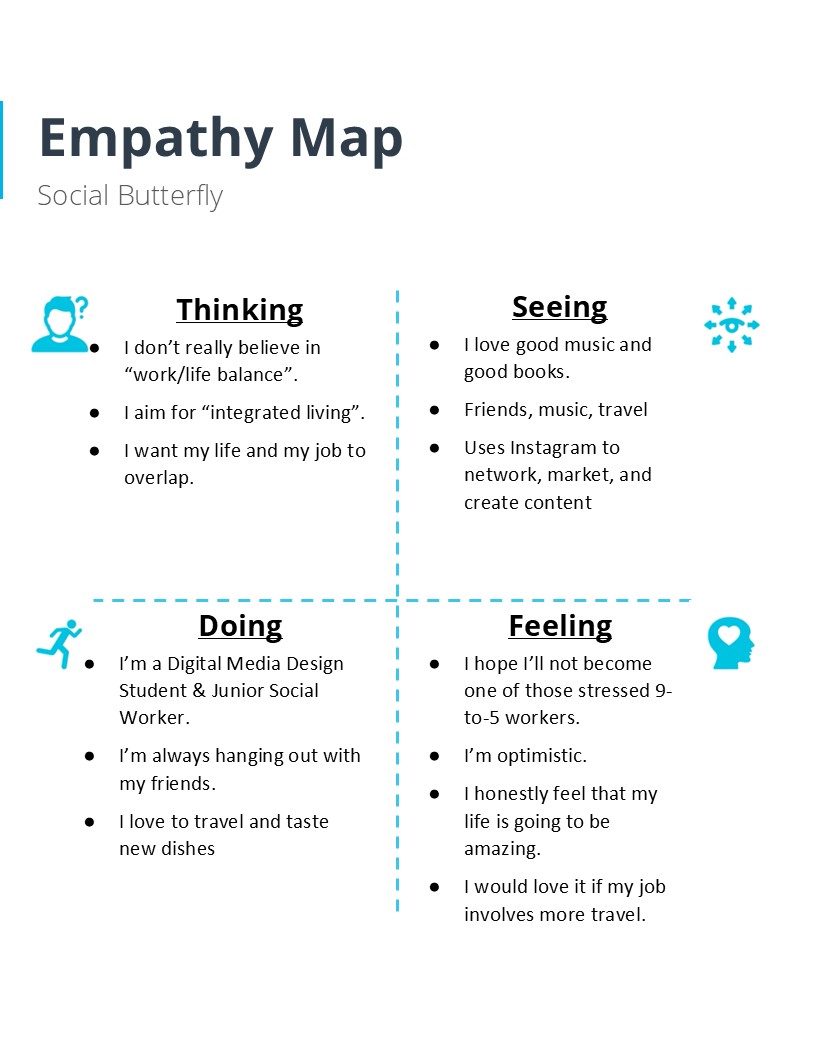 Empathy Map
Social Butterfly
Thinking
● I don’t really believe in
“work/life balance”.
● I aim for “integrated living”.
● I want my life and my job to
overlap.
Seeing
● I love good music and
good books.
● Friends, music, travel
● Uses Instagram to
network, market, and
create content
Doing
● I’m a Digital Media Design
Student & Junior Social
Worker.
● I’m always hanging out with
my friends.
● I love to travel and taste
new dishes
Feeling
● I hope I’ll not become
one of those stressed 9-
to-5 workers.
● I’m optimistic.
● I honestly feel that my
life is going to be
amazing.
● I would love it if my job
involves more travel.